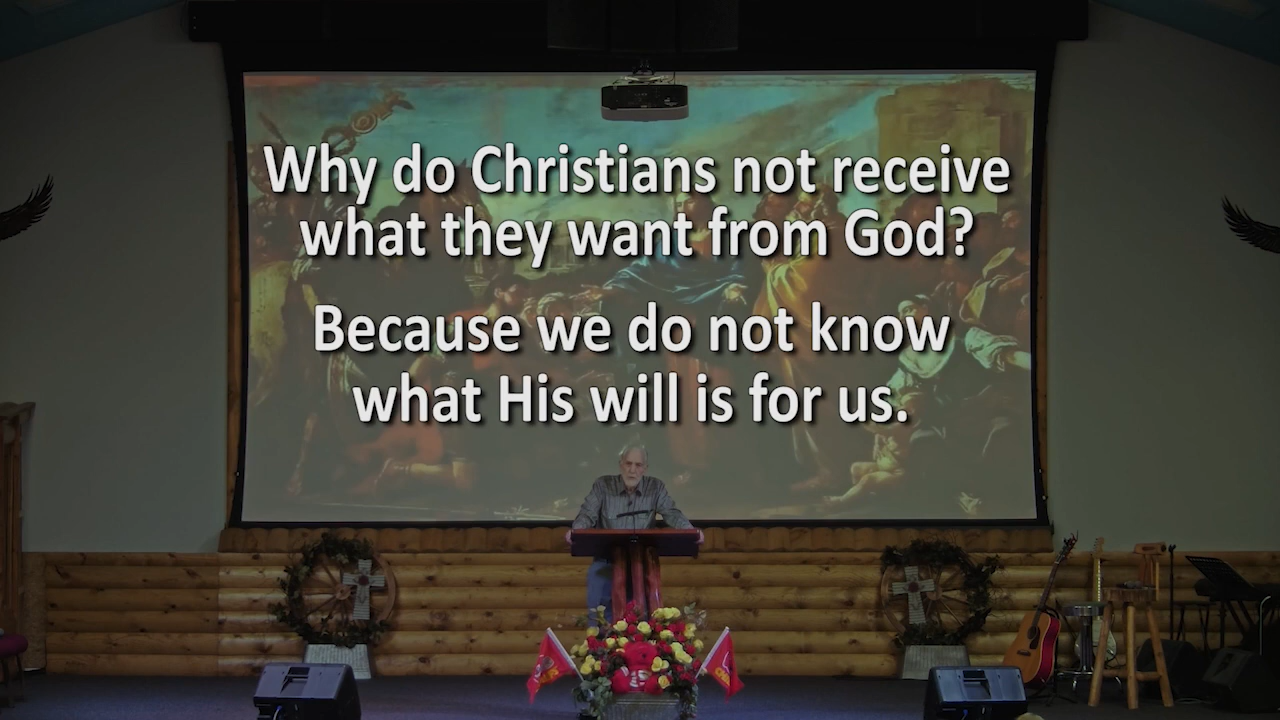 Why do Christians not receive
what they want from God?
Because we do not know
what His will is for us.